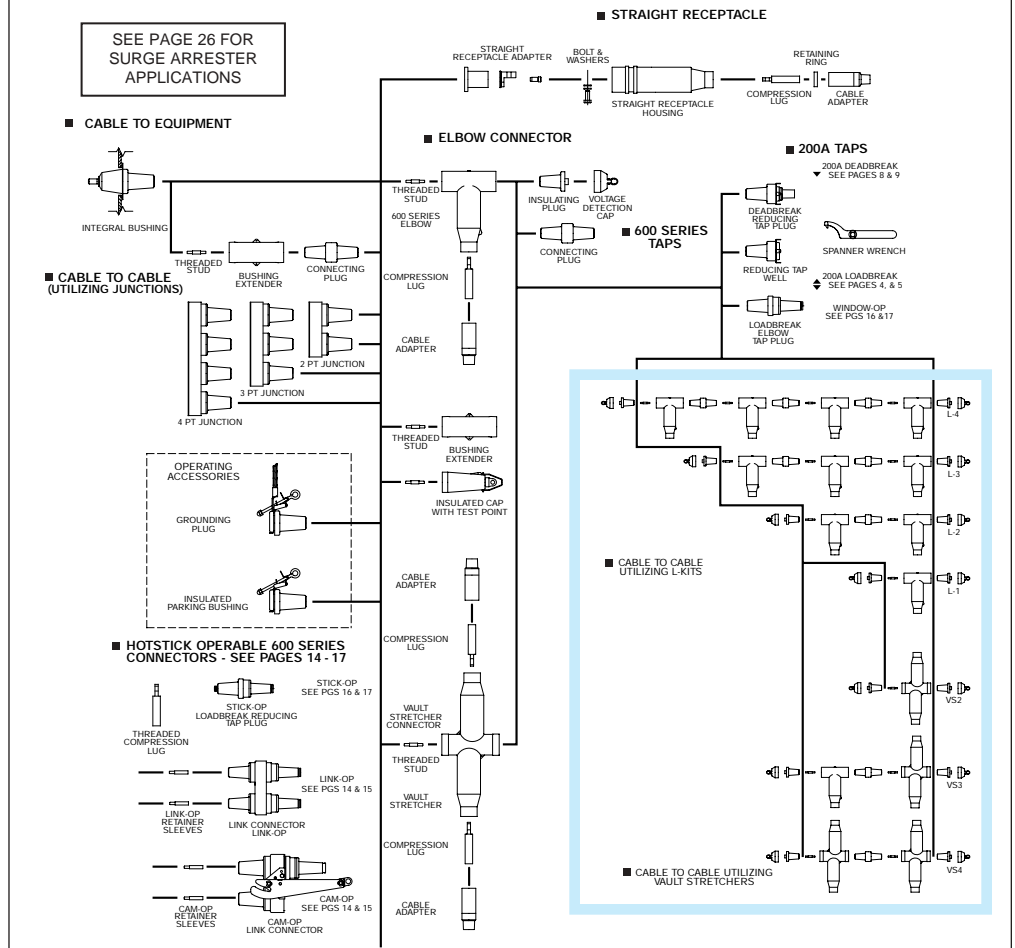 SEE PAGE 26 FOR
SURGE ARRESTER
APPLICATIONS
STRAIGHT RECEPTACLE
STRAIGHT
RECEPTACLE ADAPTER
BOLT &
WASHERS
STRAIGHT RECEPTACLE
HOUSING
RETAINING
RING
COMPRESSION
LUG
CABLE
ADAPTER
CABLE TO EQUIPMENT
INTEGRAL BUSHING
THREADED
STUD
BUSHING
EXTENDER
CONNECTING
PLUG
ELBOW CONNECTOR
THREADED
STUD
600 SERIES
ELBOW
INSULATING
PLUG
VOLTAGE
DETECTION
CAP
CONNECTING
PLUG
COMPRESSION
LUG
CABLE
ADAPTER
600 SERIES
TAPS
200A TAPS
200A DEADBREAK
SEE PAGES 8 & 9
DEADBREAK
REDUCING
TAP PLUG
SPANNER WRENCH
REDUCING TAP
WELL
200A LOADBREAK
SEE PAGES 4, & 5
WINDOW-OP
SEE PGS 16 &17
LOADBREAK
ELBOW
TAP PLUG
CABLE TO CABLE
(UTILIZING JUNCTIONS)
2 PT JUNCTION
3 PT JUNCTION
4 PT JUNCTION
THREADED
STUD
BUSHING
EXTENDER
INSULATED CAP
WITH TEST POINT
OPERATING
ACCESSORIES
GROUNDING
PLUG
INSULATED
PARKING BUSHING
CABLE
ADAPTER
COMPRESSION
LUG
VAULT
STRETCHER
CONNECTOR
THREADED
STUD
VAULT
STRETCHER
COMPRESSION
LUG
CABLE
ADAPTER
HOTSTICK OPERABLE 600 SERIES
CONNECTORS - SEE PAGES 14 - 17
THREADED
COMPRESSION
LUG
STICK-OP
SEE PGS 16 & 17
STICK-OP
LOADBREAK REDUCING
TAP PLUG
LINK-OP
SEE PGS 14 & 15
LINK-OP
RETAINER
SLEEVES
LINK CONNECTOR
LINK-OP
CAM-OP
SEE PGS 14 & 15
CAM-OP
RETAINER
SLEEVES
CAM-OP
LINK CONNECTOR
L-4
L-3
L-2
CABLE TO CABLE
UTILIZING L-KITS
L-1
VS2
VS3
VS4
CABLE TO CABLE UTILIZING
VAULT STRETCHERS